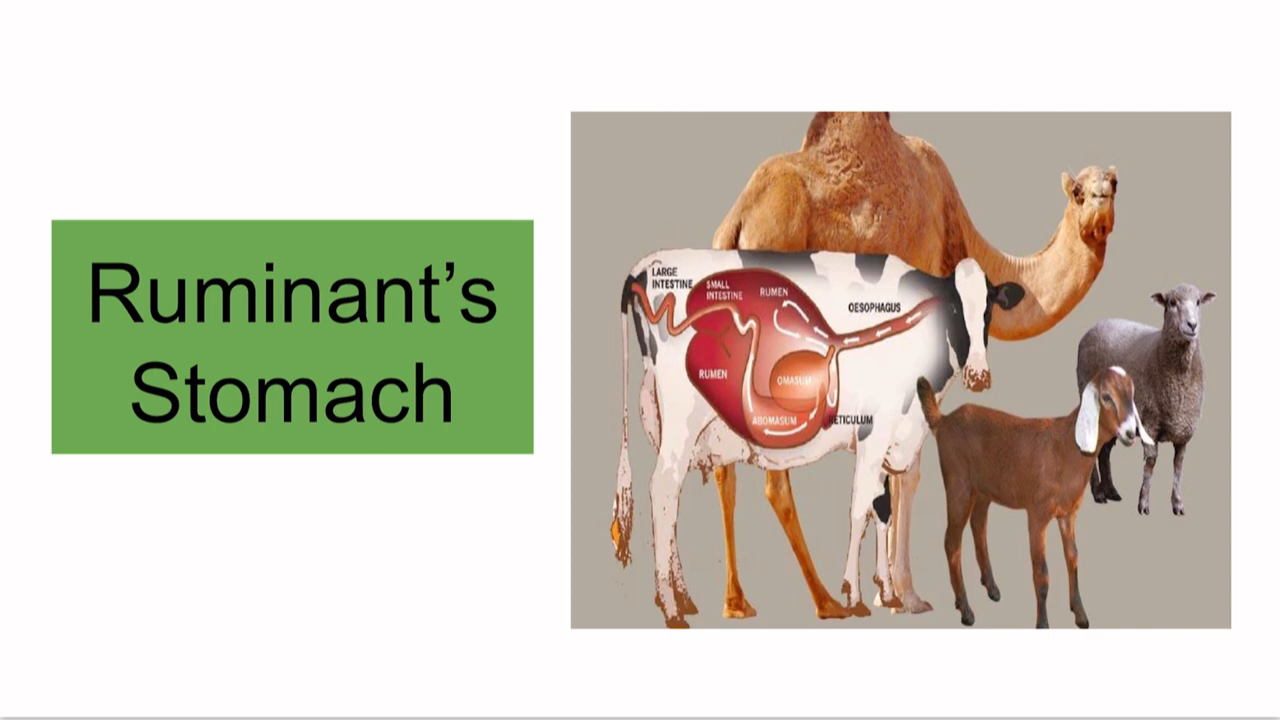 Ruminant’s
Stomach
LARGE
INTESTINE
SMALL
INTESTINE
RUMEN
OESOPHAGUS
RUMEN
OMASUM
ABOMASUM
RETICULUM